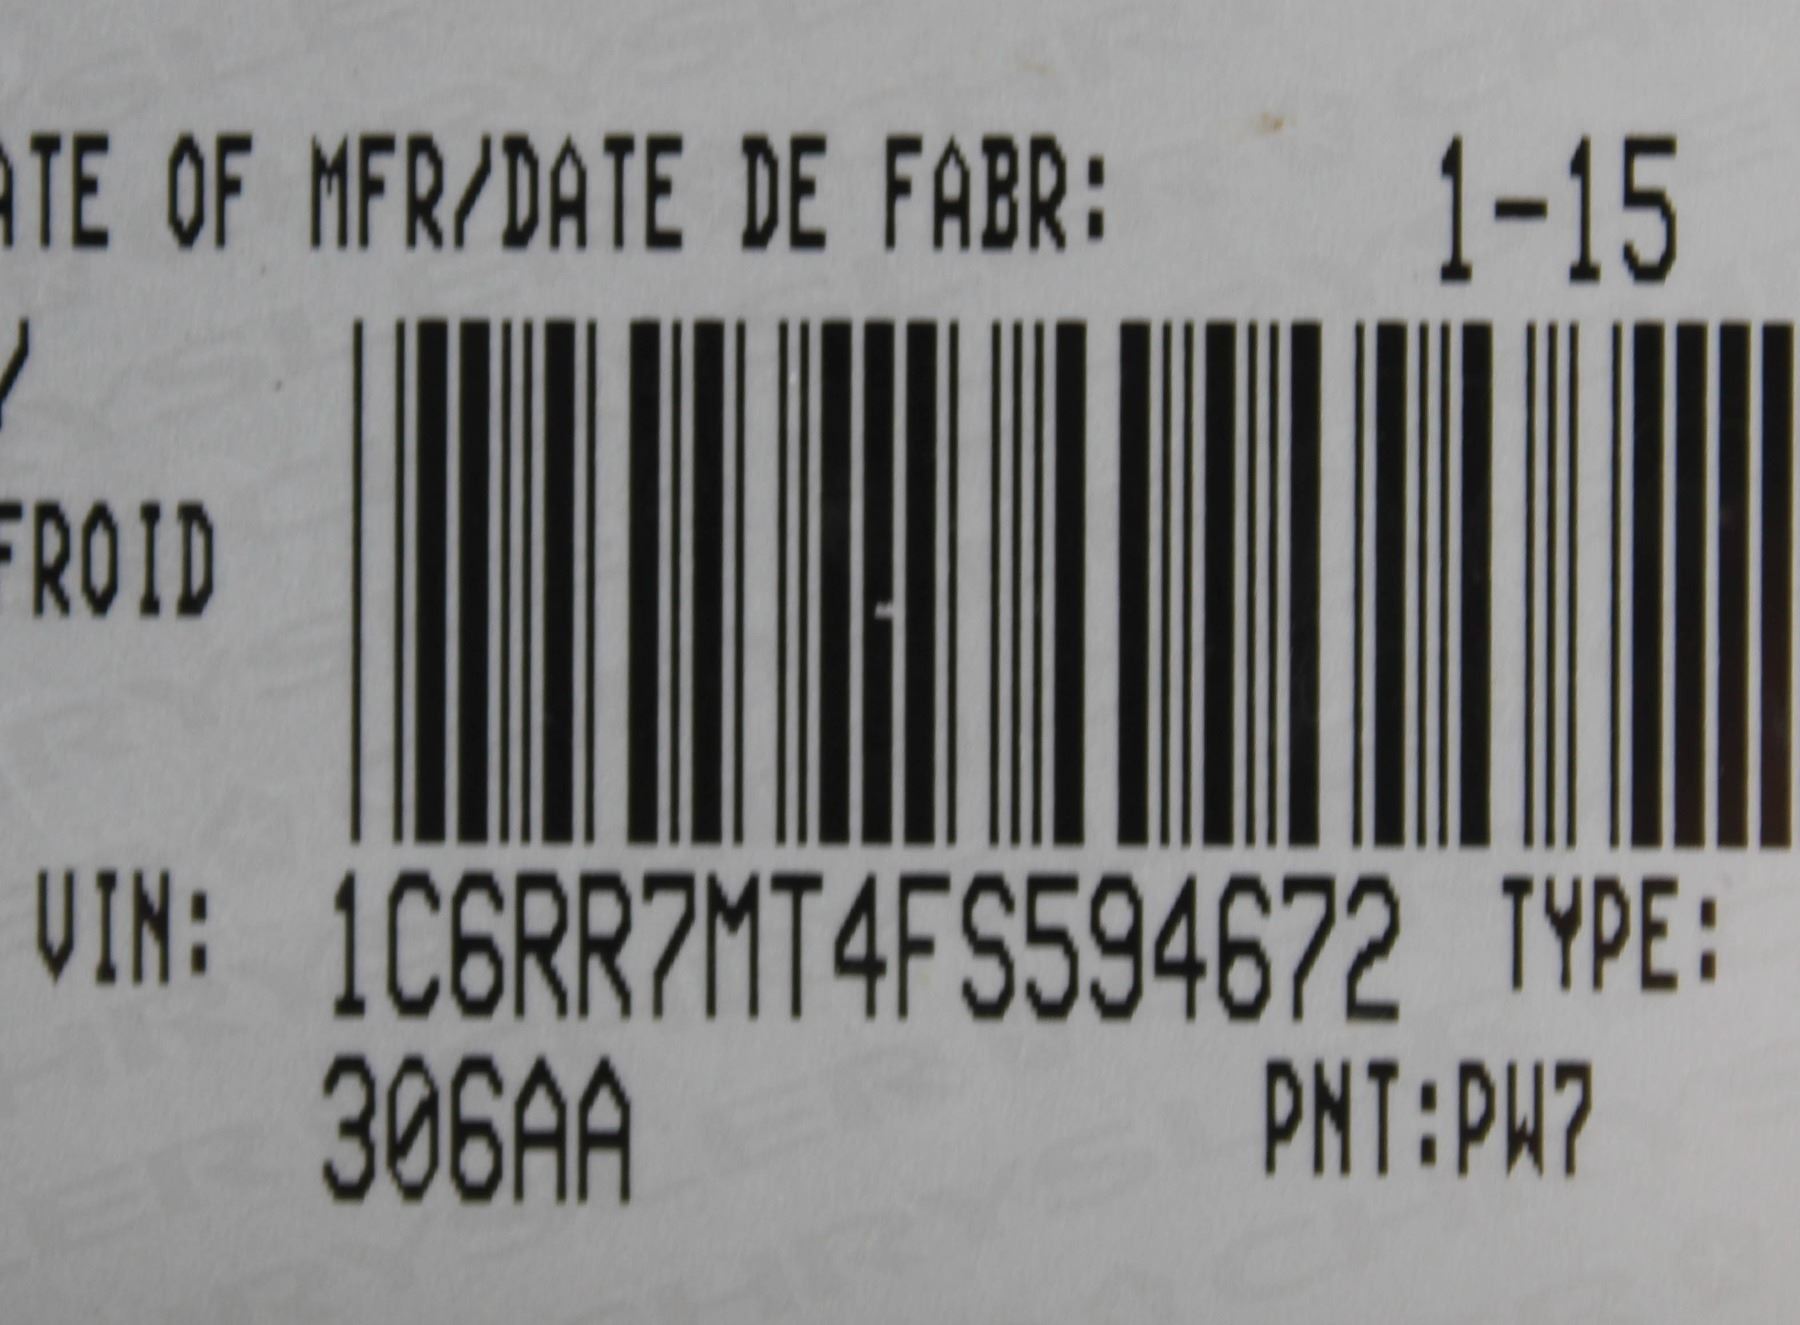 ATE OF MFR/DATE DE FABR: 1-15
FROID
VIN: 1C6RR7MT4FS594672 TYPE:
306AA PNT:PW7